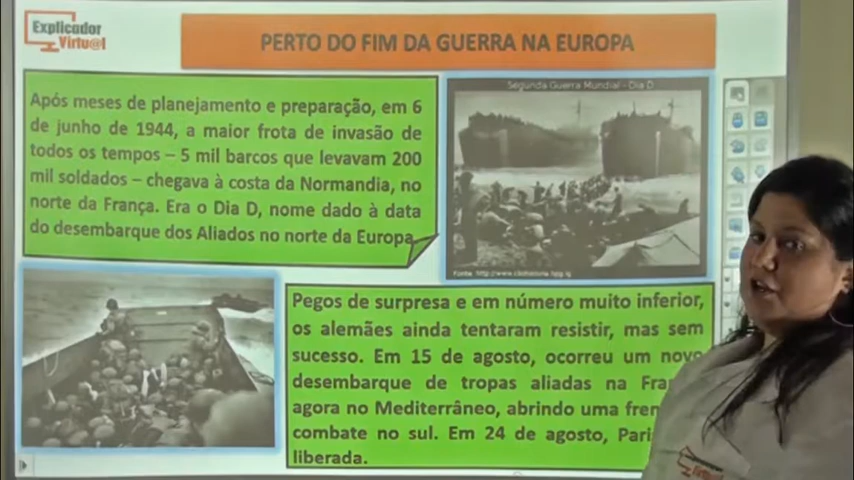 Explicador
Virtu@l
PERTO DO FIM DA GUERRA NA EUROPA
Após meses de planejamento e preparação, em 6
de junho de 1944, a maior frota de invasão de
todos os tempos – 5 mil barcos que levavam 200
mil soldados – chegava à costa da Normandia, no
norte da França. Era o Dia D, nome dado à data
do desembarque dos Aliados no norte da Europa.
Segunda Guerra Mundial - Dia D
Fonte: http://www
Pegos de surpresa e em número muito inferior,
os alemães ainda tentaram resistir, mas sem
sucesso. Em 15 de agosto, ocorreu um novo
desembarque de tropas aliadas na Fra
agora no Mediterrâneo, abrindo uma fren
combate no sul. Em 24 de agosto, Pari
liberada.